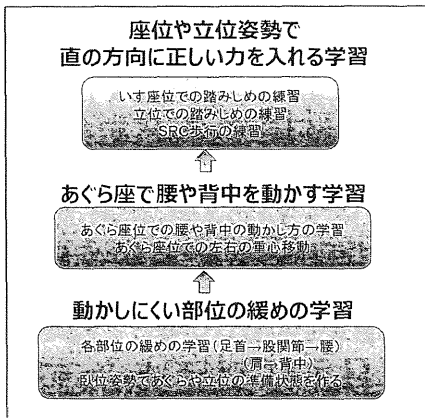 座位や立位姿勢で
直の方向に正しい力を入れる学習
いす座位での踏みしめの練習
立位での踏みしめの練習
SRC歩行の練習
あぐら座で腰や背中を動かす学習
あぐら座位での腰や背中の動かし方の学習
あぐら座位での左右の重心移動
動かしにくい部位の緩めの学習
各部位の緩めの学習(足首→股関節→腰)
(肩→背中)
臥位姿勢であぐらや立位の準備状態を作る